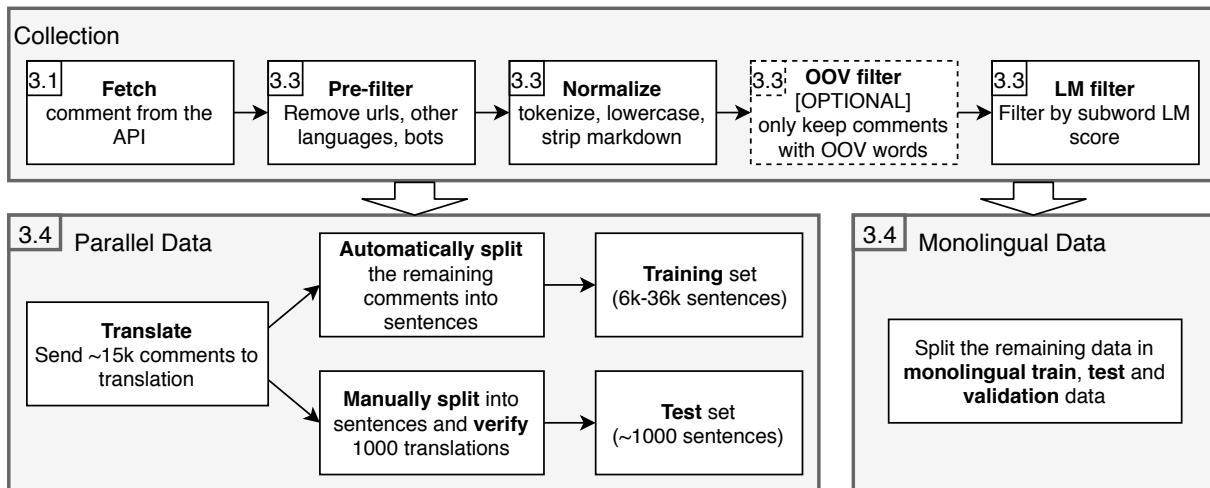 Collection
3.1
Fetch
comment from the
API
3.3
Pre-filter
Remove urls, other
languages, bots
3.3
Normalize
tokenize, lowercase,
strip markdown
3.3
OOV filter
[OPTIONAL]
only keep comments
with OOV words
3.3
LM filter
Filter by subword LM
score
3.4
Parallel Data
Translate
Send ~15k comments to
translation
Automatically split
the remaining
comments into
sentences
Training set
(6k-36k sentences)
Manually split into
sentences and verify
1000 translations
Test set
(~1000 sentences)
3.4
Monolingual Data
Split the remaining data in
monolingual train, test and
validation data